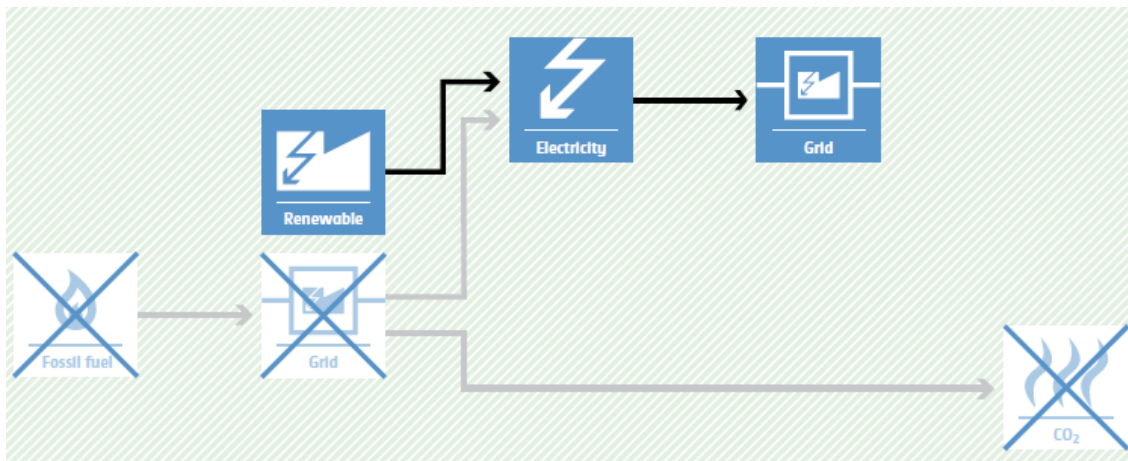 Electricity
Grid
Renewable
Fossil fuel
Grid
CO₂